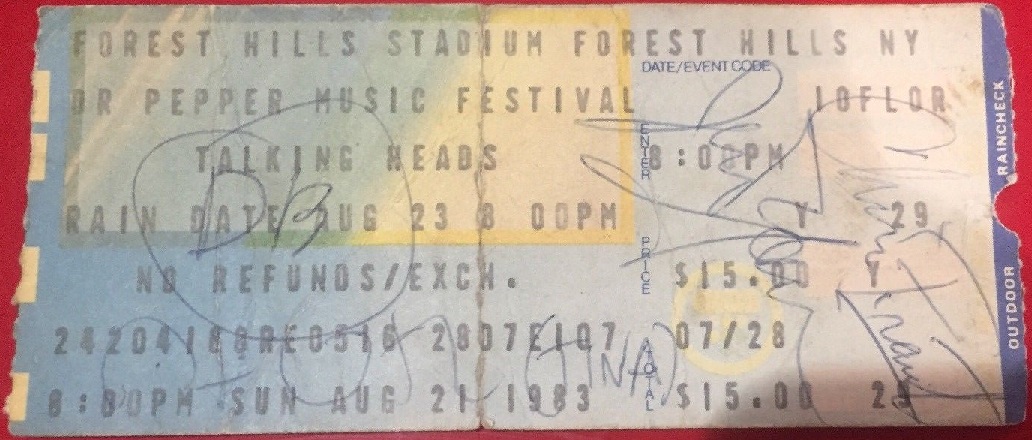 FOREST HILLS STADIUM FOREST HILLS NY
DATE/EVENT CODE
DR PEPPER MUSIC FESTIVAL IOFLOR
TALKING HEADS ENTER 8:00PM
DB
RAIN DATE AUG 23 8 00PM Y 29,
NO REFUNDS/EXCH. PRICE $15.00 Y
2807E107 07/28
TINA
8:00PM SUN AUG 21 1983 TOTAL $15.00
RAINCHECK
OUTDOOR